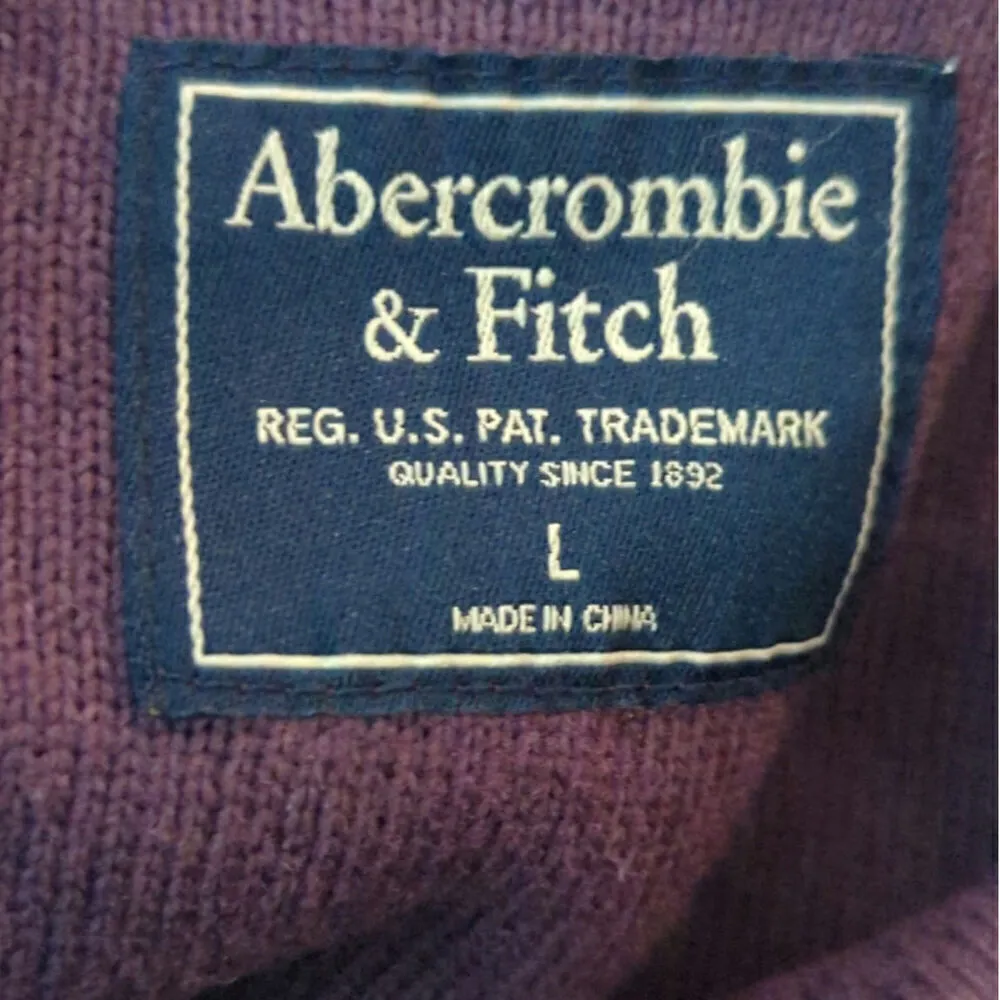 Abercrombie
& Fitch
REG. U.S. PAT. TRADEMARK
QUALITY SINCE 1892
L
MADE IN CHINA